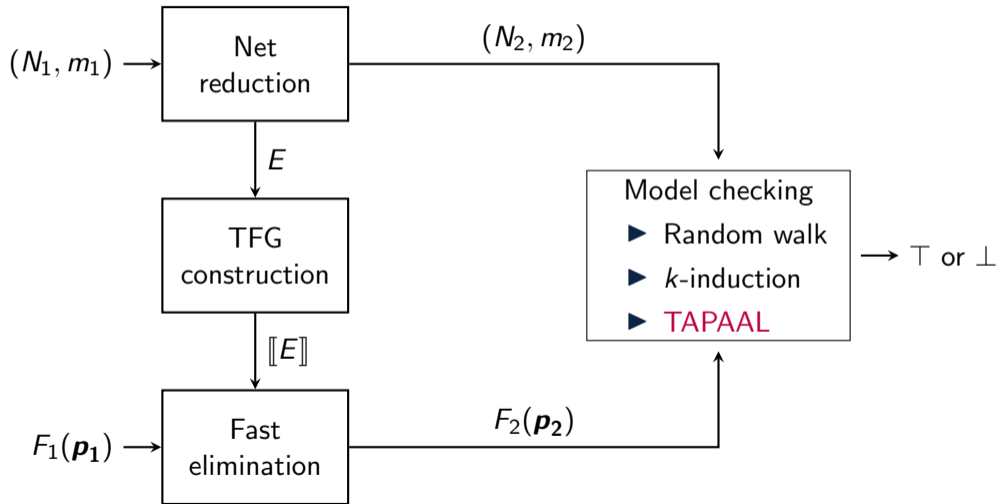 Net
reduction
(N₁, m₁)
(N₂, m₂)
E
TFG
construction
⟦E⟧
Model checking
▶ Random walk
▶ k-induction
▶ TAPAAL
⊤ or ⊥
F₁(p₁)
Fast
elimination
F₂(p₂)